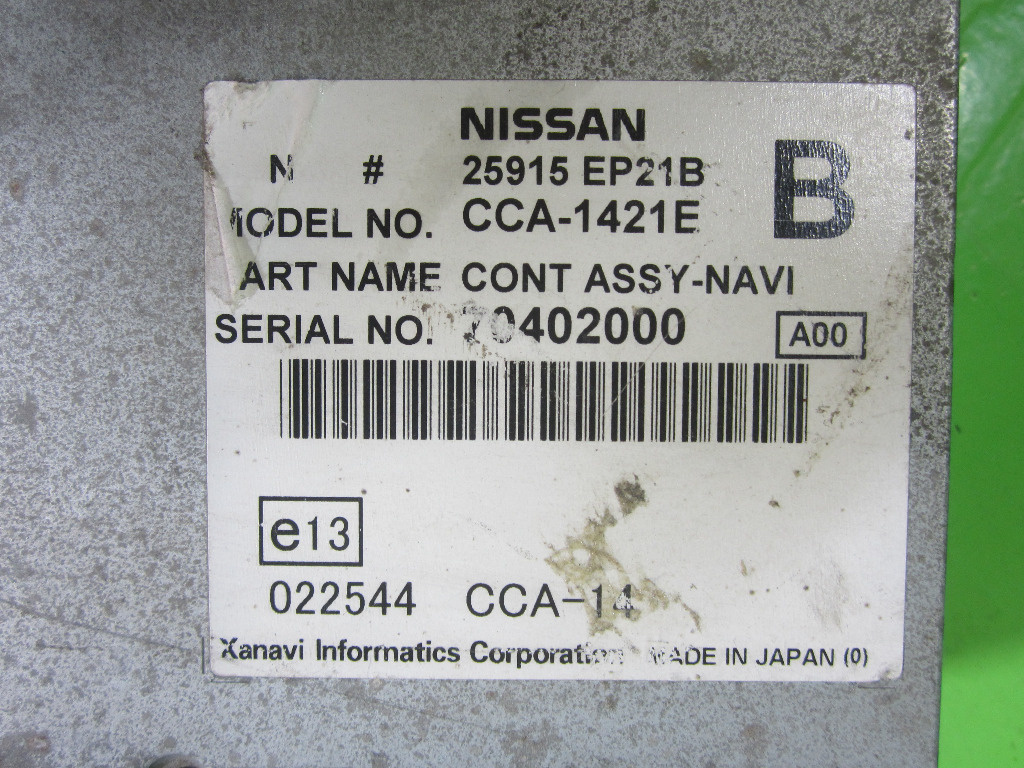 NISSAN
N # 25915 EP21B
B
MODEL NO. CCA-1421E
ART NAME CONT ASSY-NAVI
SERIAL NO. 70402000
A00
e13
022544 CCA-14
Xanavi Informatics Corporation MADE IN JAPAN (0)